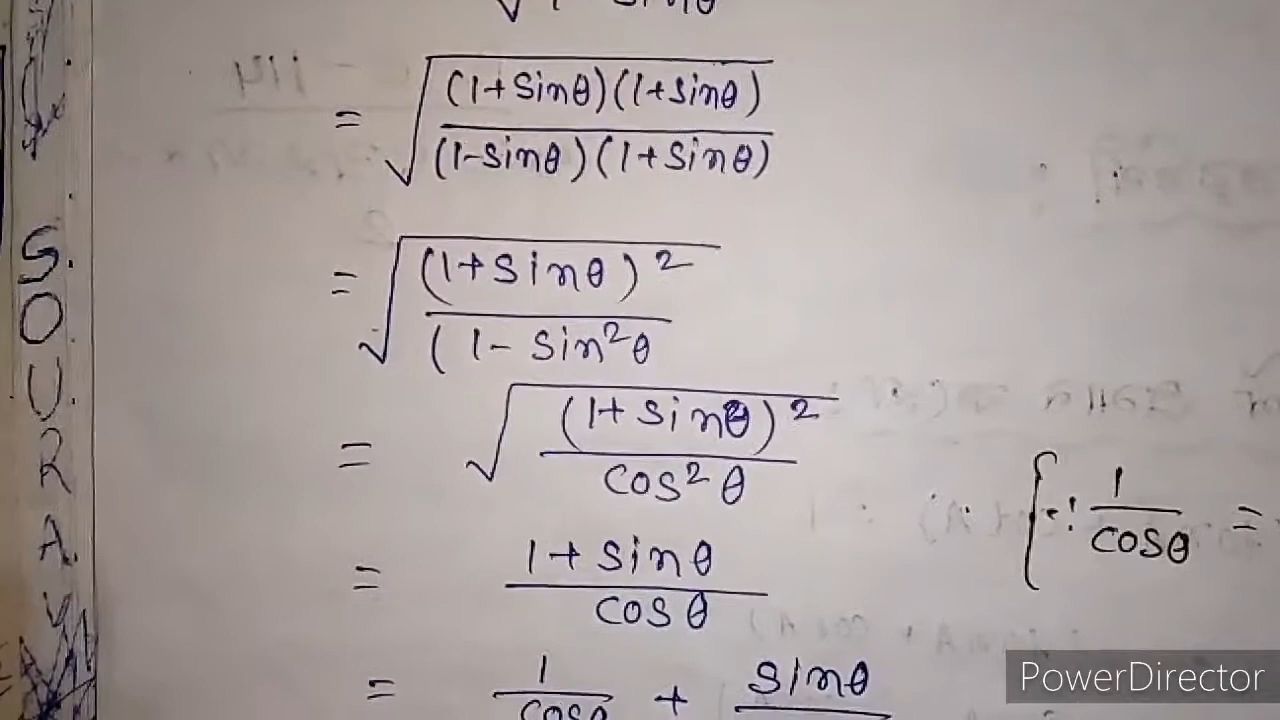 = √((1+sinθ)(1+sinθ) / (1-sinθ)(1+sinθ))
= √((1+sinθ)² / (1-sin²θ)
= √((1+sinθ)² / cos²θ)
= 1+sinθ / cosθ
{∵ 1/cosθ =
= 1/cosθ + sinθ
SOURAV
PowerDirector